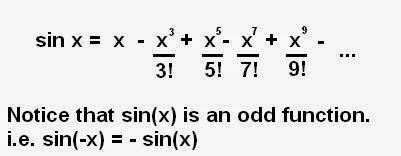 sin x = x - x³/3! + x⁵/5! - x⁷/7! + x⁹/9! - ...
Notice that sin(x) is an odd function.
i.e. sin(-x) = - sin(x)